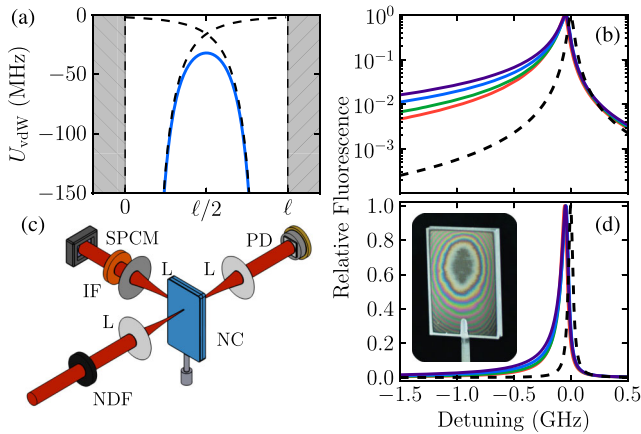 (a)
U_vdW (MHz)
0
−50
−100
−150
0
ℓ/2
ℓ
(b)
10^0
10^−1
10^−2
10^−3
Relative Fluorescence
(c)
SPCM
IF
L
L
PD
L
NC
NDF
(d)
1.0
0.8
0.6
0.4
0.2
0.0
−1.5
−1.0
−0.5
0.0
0.5
Detuning (GHz)